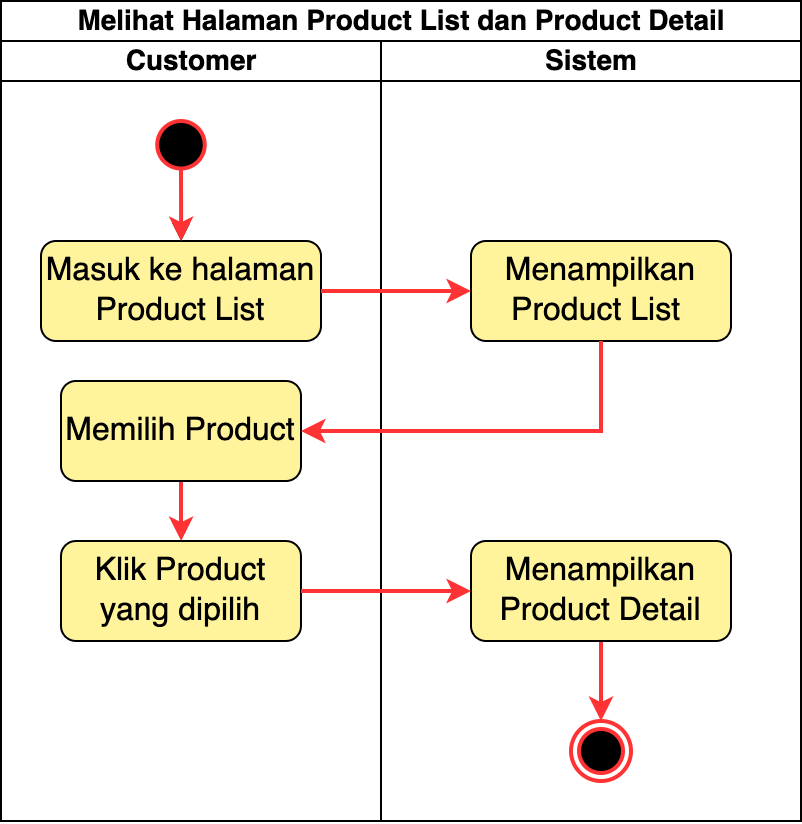 Melihat Halaman Product List dan Product Detail
Customer
Sistem
Masuk ke halaman
Product List
Menampilkan
Product List
Memilih Product
Klik Product
yang dipilih
Menampilkan
Product Detail